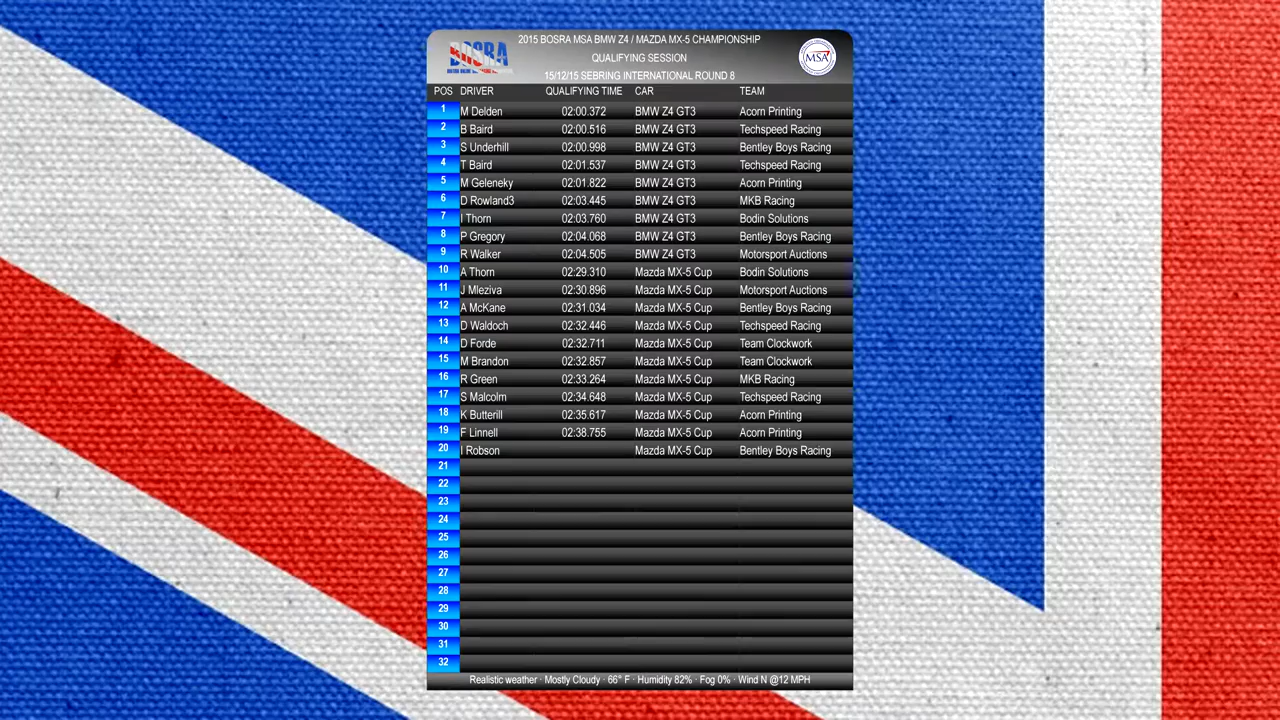 BOSRA
2015 BOSRA MSA BMW Z4 / MAZDA MX-5 CHAMPIONSHIP
QUALIFYING SESSION
15/12/15 SEBRING INTERNATIONAL ROUND 8
MSA
POS DRIVER QUALIFYING TIME CAR TEAM
1 M Delden 02:00.372 BMW Z4 GT3 Acorn Printing
2 B Baird 02:00.516 BMW Z4 GT3 Techspeed Racing
3 S Underhill 02:00.998 BMW Z4 GT3 Bentley Boys Racing
4 T Baird 02:01.537 BMW Z4 GT3 Techspeed Racing
5 M Geleneky 02:01.822 BMW Z4 GT3 Acorn Printing
6 D Rowland3 02:03.445 BMW Z4 GT3 MKB Racing
7 I Thorn 02:03.760 BMW Z4 GT3 Bodin Solutions
8 P Gregory 02:04.068 BMW Z4 GT3 Bentley Boys Racing
9 R Walker 02:04.505 BMW Z4 GT3 Motorsport Auctions
10 A Thorn 02:29.310 Mazda MX-5 Cup Bodin Solutions
11 J Mleziva 02:30.896 Mazda MX-5 Cup Motorsport Auctions
12 A McKane 02:31.034 Mazda MX-5 Cup Bentley Boys Racing
13 D Waldoch 02:32.446 Mazda MX-5 Cup Techspeed Racing
14 D Forde 02:32.711 Mazda MX-5 Cup Team Clockwork
15 M Brandon 02:32.857 Mazda MX-5 Cup Team Clockwork
16 R Green 02:33.264 Mazda MX-5 Cup MKB Racing
17 S Malcolm 02:34.648 Mazda MX-5 Cup Techspeed Racing
18 K Butterill 02:35.617 Mazda MX-5 Cup Acorn Printing
19 F Linnell 02:38.755 Mazda MX-5 Cup Acorn Printing
20 I Robson Mazda MX-5 Cup Bentley Boys Racing
21
22
23
24
25
26
27
28
29
30
31
32
Realistic weather · Mostly Cloudy · 66° F · Humidity 82% · Fog 0% · Wind N @12 MPH